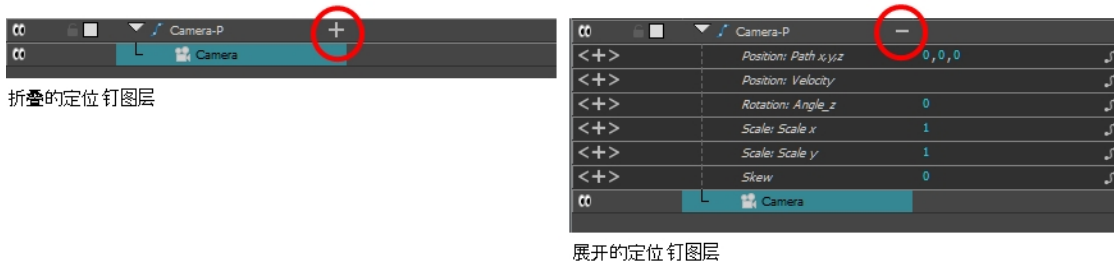 Camera-P
Camera
折叠的定位钉图层
Camera-P
Position: Path x,y,z 0,0,0
Position: Velocity
Rotation: Angle_z 0
Scale: Scale x 1
Scale: Scale y 1
Skew 0
Camera
展开的定位钉图层